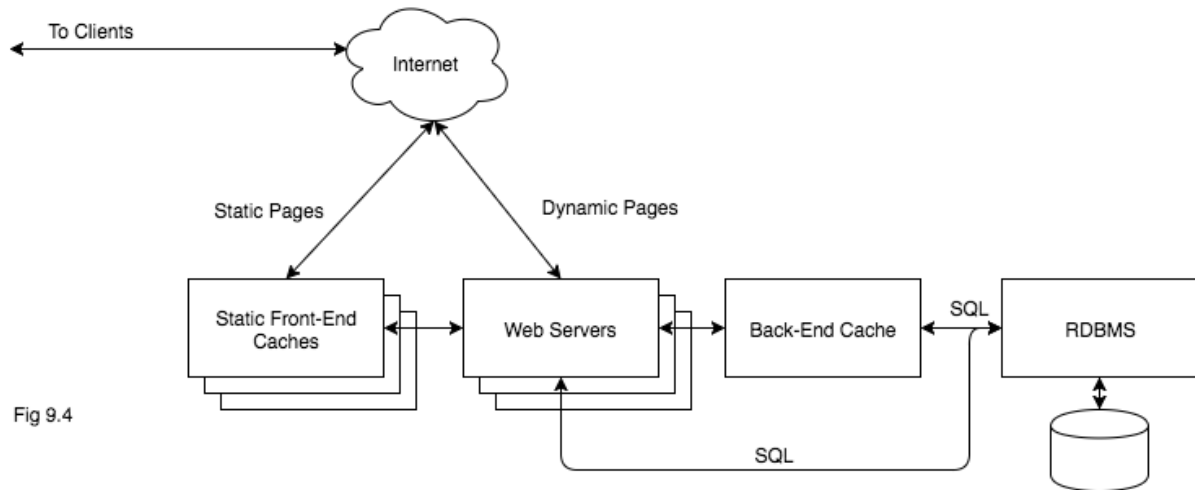 To Clients
Internet
Static Pages
Dynamic Pages
Static Front-End
Caches
Web Servers
Back-End Cache
SQL
RDBMS
Fig 9.4
SQL